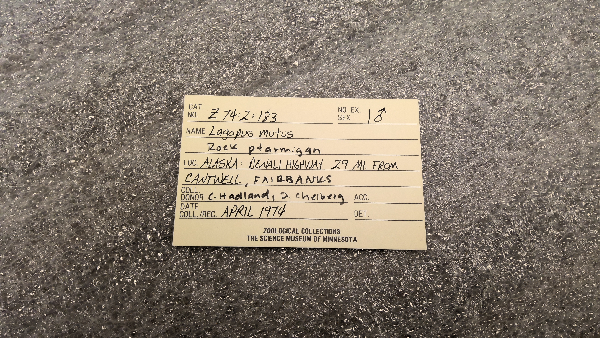 CAT. NO. Z 74:2:183 NO. EX. SEX 1♂
NAME Lagopus mutus
Rock ptarmigan
LOC. ALASKA: DENALI HIGHWAY 29 MI. FROM
CANTWELL, FAIRBANKS
COL. DONOR C. Hadland, J. Chelberg ACC.
DATE COLL./REC. APRIL 1974 DET.
ZOOLOGICAL COLLECTIONS
THE SCIENCE MUSEUM OF MINNESOTA